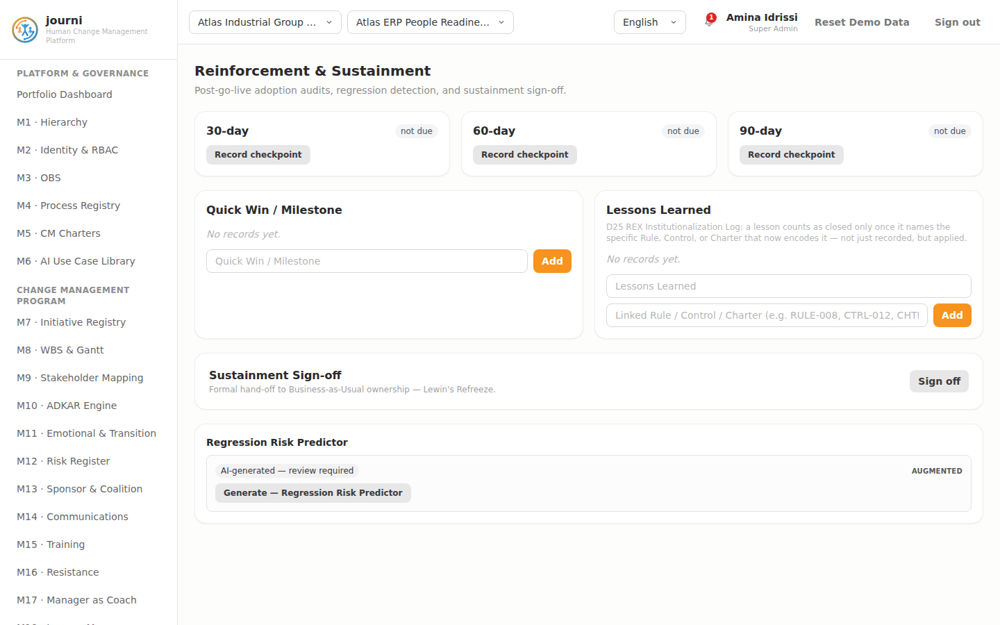 journi
Human Change Management
Platform
Atlas Industrial Group ...
Atlas ERP People Readine...
English
1
Amina Idrissi
Super Admin
Reset Demo Data
Sign out
PLATFORM & GOVERNANCE
Portfolio Dashboard
M1 · Hierarchy
M2 · Identity & RBAC
M3 · OBS
M4 · Process Registry
M5 · CM Charters
M6 · AI Use Case Library
CHANGE MANAGEMENT
PROGRAM
M7 · Initiative Registry
M8 · WBS & Gantt
M9 · Stakeholder Mapping
M10 · ADKAR Engine
M11 · Emotional & Transition
M12 · Risk Register
M13 · Sponsor & Coalition
M14 · Communications
M15 · Training
M16 · Resistance
M17 · Manager as Coach
Reinforcement & Sustainment
Post-go-live adoption audits, regression detection, and sustainment sign-off.
30-day
not due
Record checkpoint
60-day
not due
Record checkpoint
90-day
not due
Record checkpoint
Quick Win / Milestone
No records yet.
Quick Win / Milestone
Add
Lessons Learned
D25 REX Institutionalization Log: a lesson counts as closed only once it names the
specific Rule, Control, or Charter that now encodes it — not just recorded, but applied.
No records yet.
Lessons Learned
Linked Rule / Control / Charter (e.g. RULE-008, CTRL-012, CHTI
Add
Sustainment Sign-off
Formal hand-off to Business-as-Usual ownership — Lewin's Refreeze.
Sign off
Regression Risk Predictor
AI-generated — review required
AUGMENTED
Generate — Regression Risk Predictor